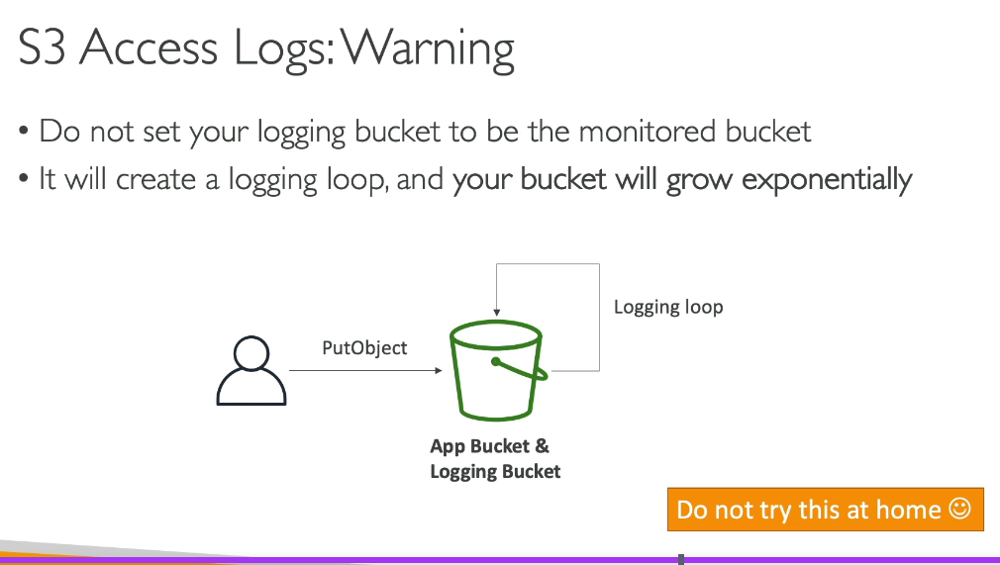 S3 Access Logs: Warning
• Do not set your logging bucket to be the monitored bucket
• It will create a logging loop, and your bucket will grow exponentially
Logging loop
PutObject
App Bucket &
Logging Bucket
Do not try this at home ☺